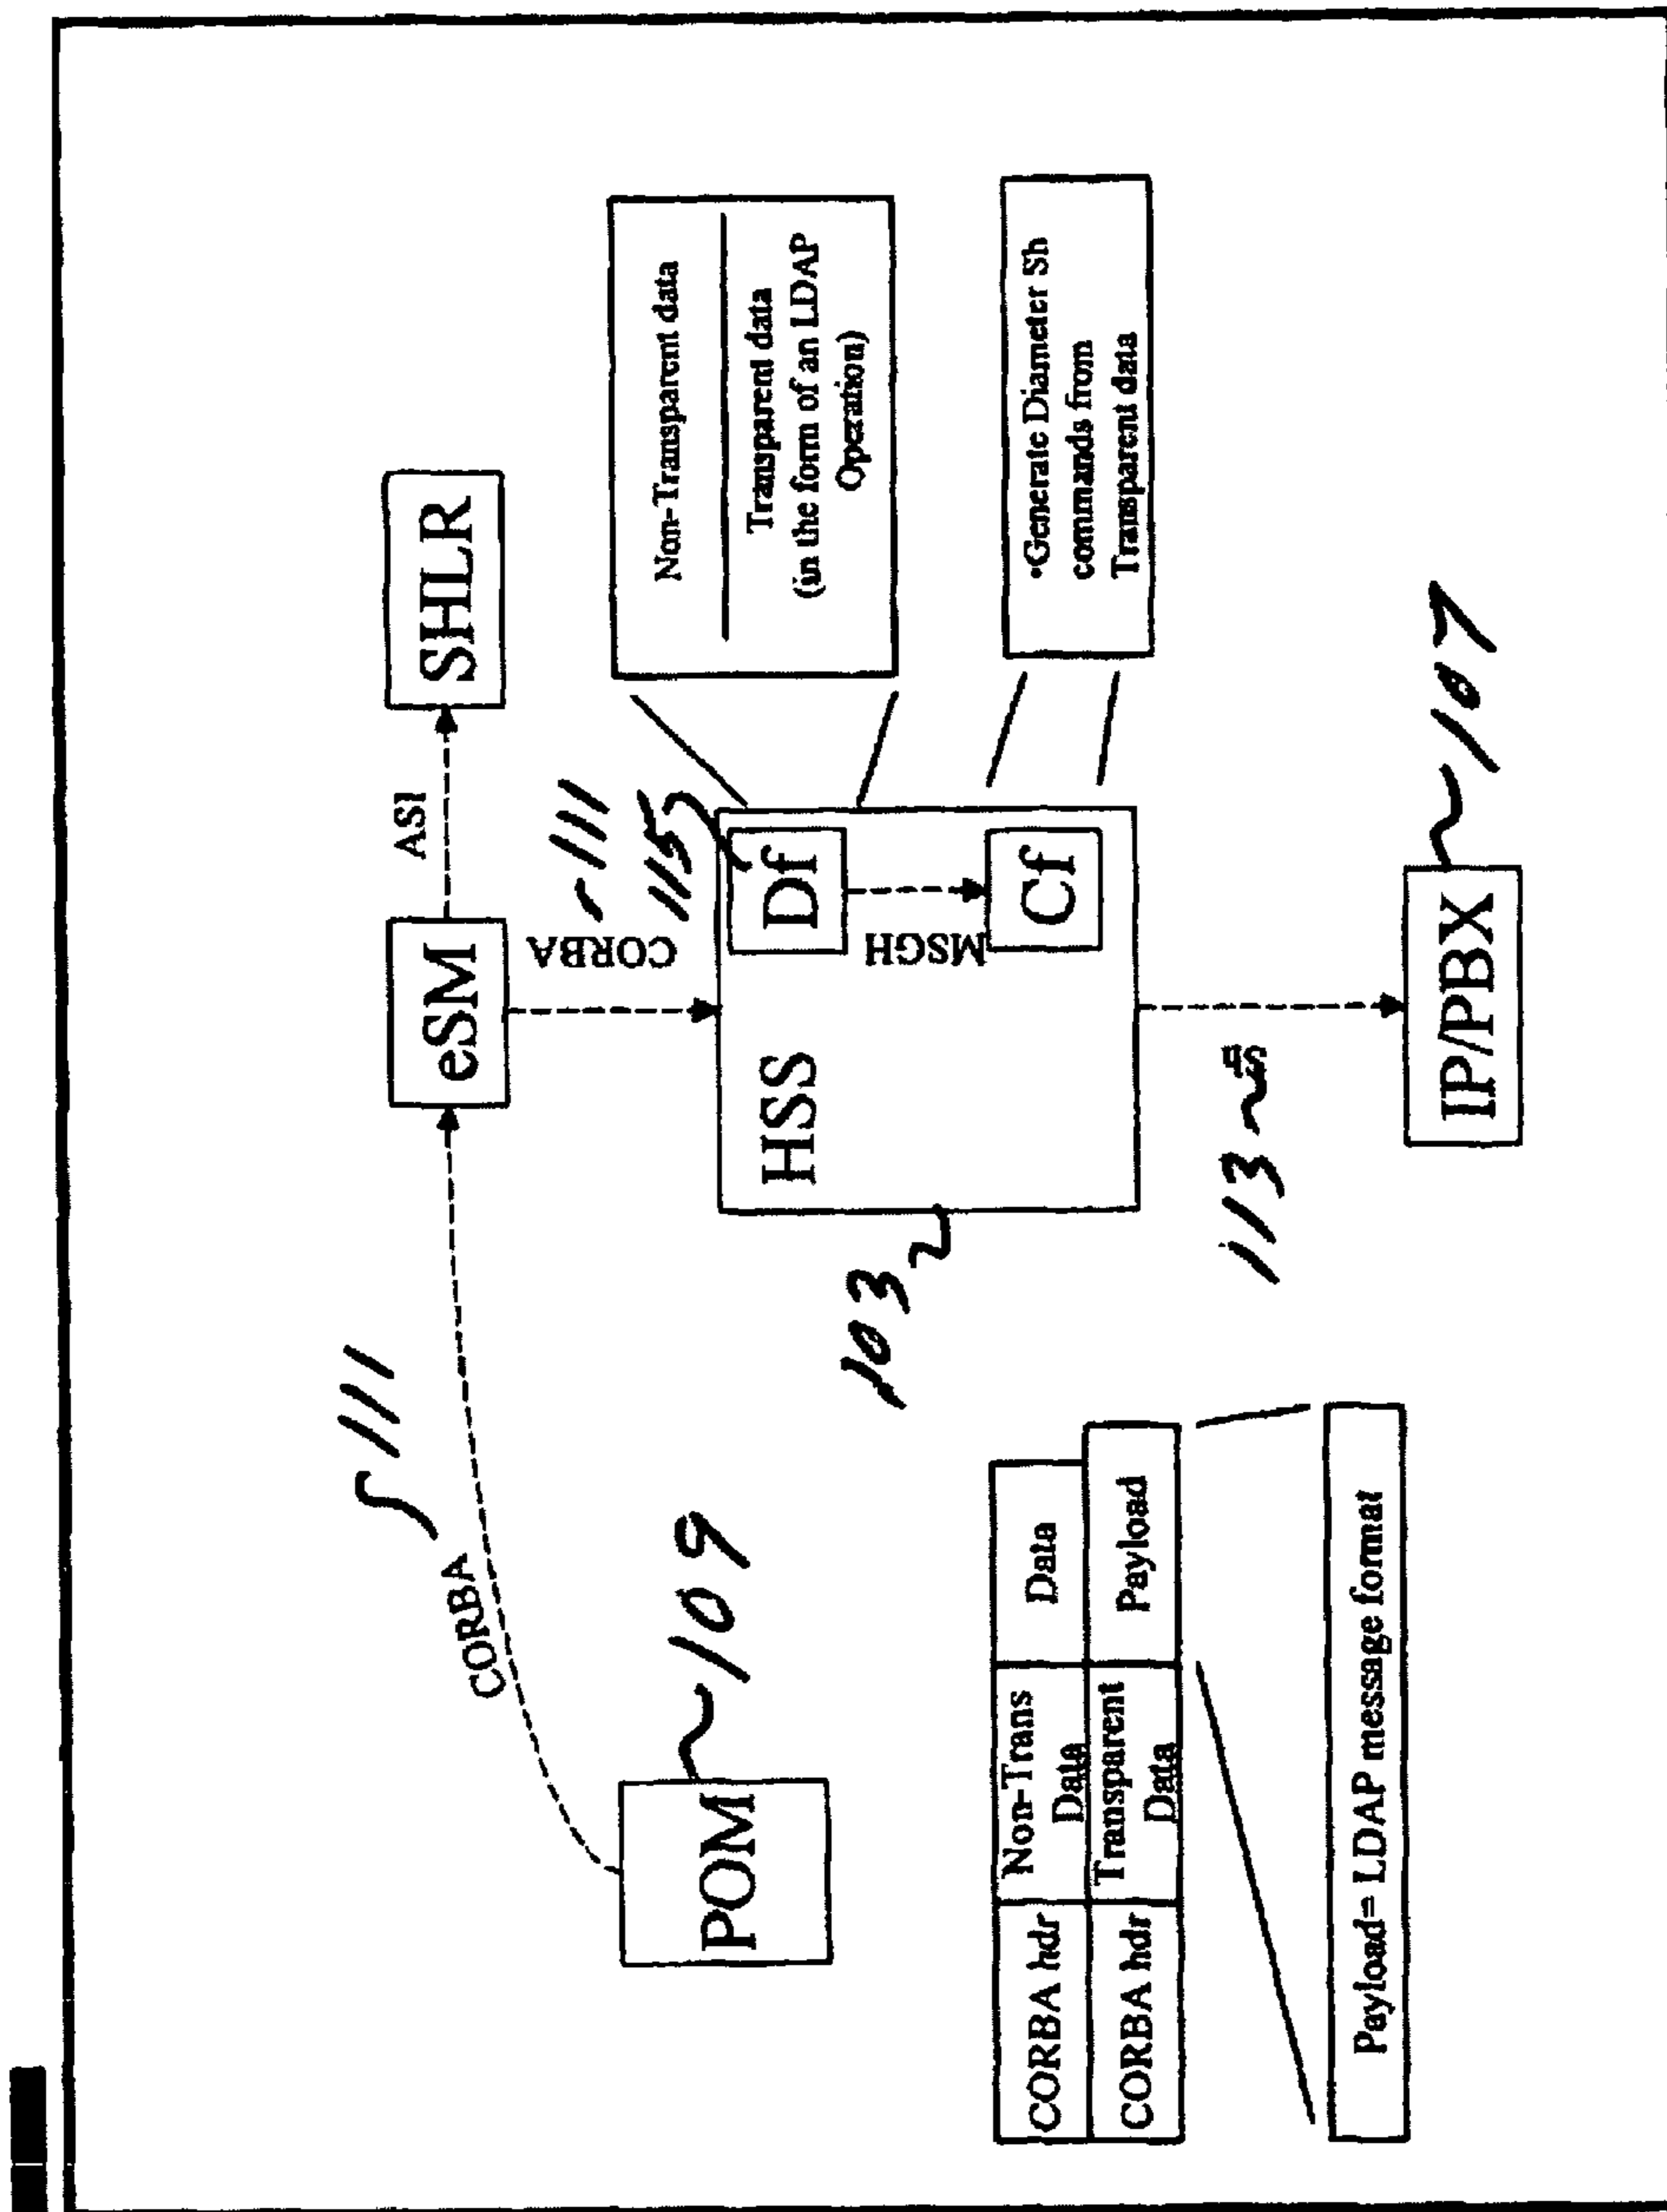 111
CORBA
eSM
ASI
SHLR
POM
109
CORBA
111
115
Non-Transparent data
Transparent data
(in the form of an LDAP
Operation)
HSS
Df
MSGH
Cf
103
•Generate Diameter Sh
commands from
Transparent data
CORBA hdr
Non-Trans
Data
Data
CORBA hdr
Transparent
Data
Payload
113
Sh
Payload= LDAP message format
IP/PBX
107